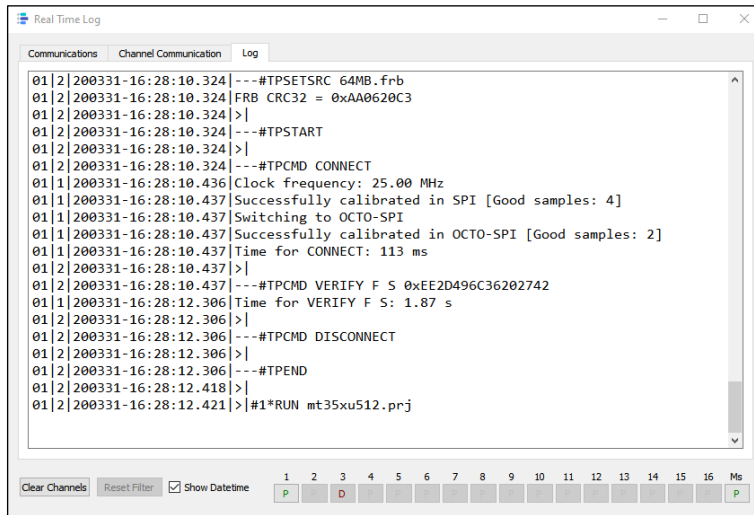 Real Time Log
Communications Channel Communication Log
01|2|200331-16:28:10.324|---#TPSETSRC 64MB.frb
01|2|200331-16:28:10.324|FRB CRC32 = 0xAA0620C3
01|2|200331-16:28:10.324|>|
01|2|200331-16:28:10.324|---#TPSTART
01|2|200331-16:28:10.324|>|
01|2|200331-16:28:10.324|---#TPCMD CONNECT
01|1|200331-16:28:10.436|Clock frequency: 25.00 MHz
01|1|200331-16:28:10.437|Successfully calibrated in SPI [Good samples: 4]
01|1|200331-16:28:10.437|Switching to OCTO-SPI
01|1|200331-16:28:10.437|Successfully calibrated in OCTO-SPI [Good samples: 2]
01|1|200331-16:28:10.437|Time for CONNECT: 113 ms
01|2|200331-16:28:10.437|>|
01|2|200331-16:28:10.437|---#TPCMD VERIFY F S 0xEE2D496C36202742
01|1|200331-16:28:12.306|Time for VERIFY F S: 1.87 s
01|2|200331-16:28:12.306|>|
01|2|200331-16:28:12.306|---#TPCMD DISCONNECT
01|2|200331-16:28:12.306|>|
01|2|200331-16:28:12.306|---#TPEND
01|2|200331-16:28:12.418|>|
01|2|200331-16:28:12.421|>|#1*RUN mt35xu512.prj
1 2 3 4 5 6 7 8 9 10 11 12 13 14 15 16 Ms
Clear Channels Reset Filter Show Datetime P P D P P P P P P P P P P P P P P